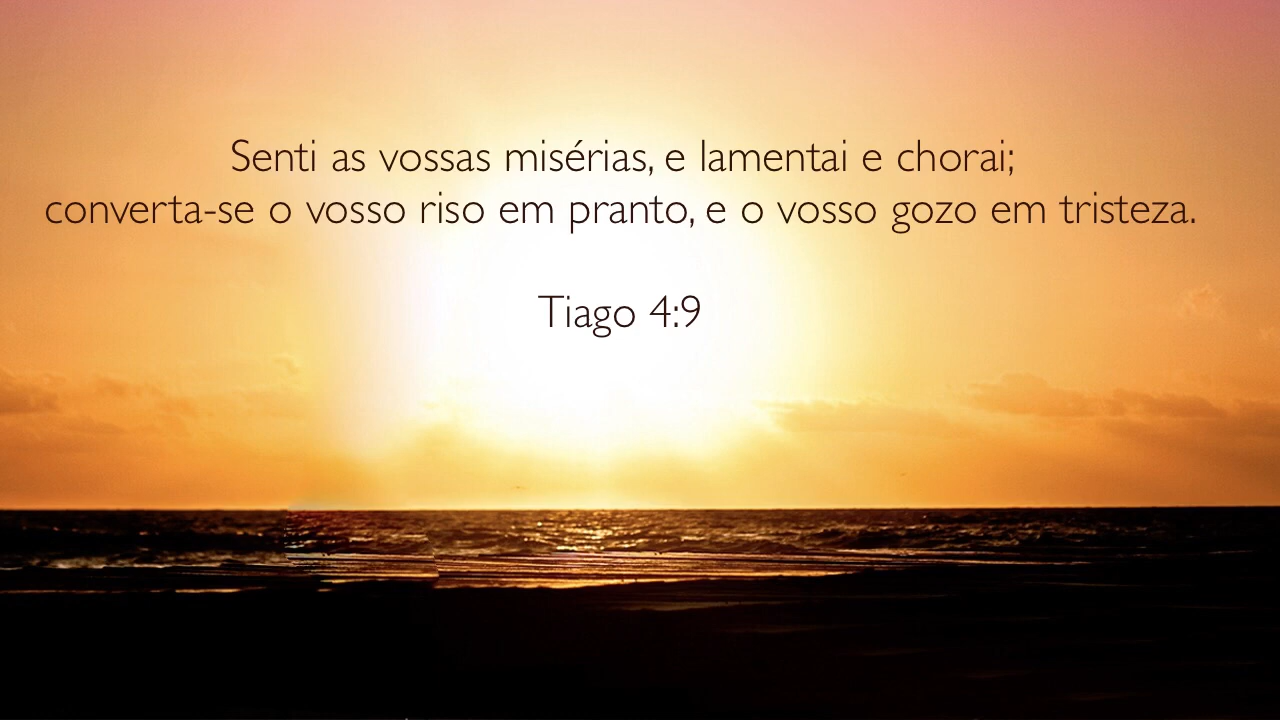 Senti as vossas misérias, e lamentai e chorai;
converta-se o vosso riso em pranto, e o vosso gozo em tristeza.
Tiago 4:9